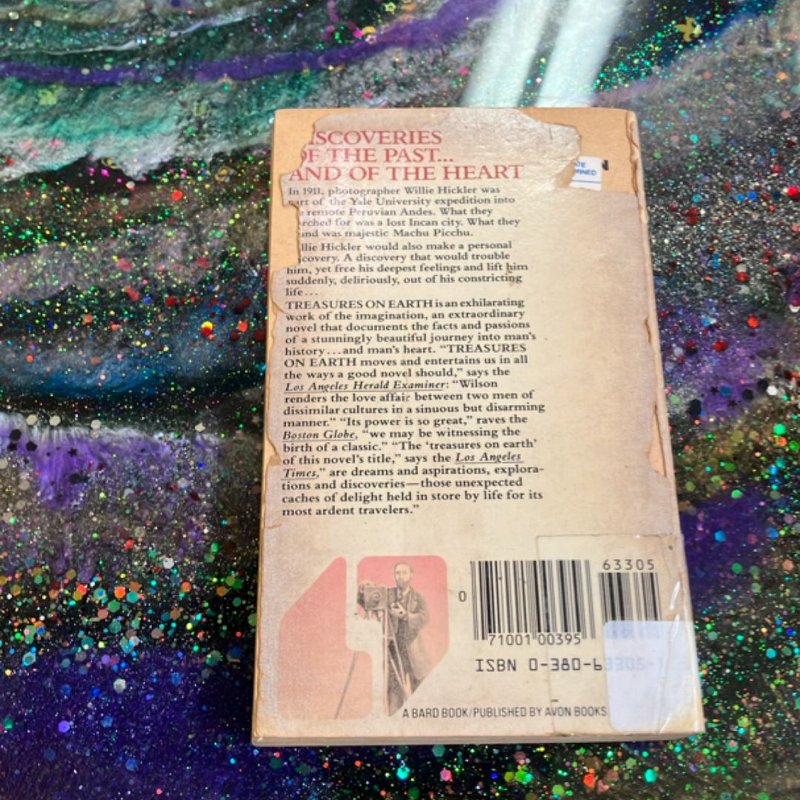 ISCOVERIES
OF THE PAST...
AND OF THE HEART
In 1911, photographer Willie Hickler was
part of the Yale University expedition into
remote Peruvian Andes. What they
rched for was a lost Incan city. What they
und was majestic Machu Picchu.
llie Hickler would also make a personal
scovery. A discovery that would trouble
him, yet free his deepest feelings and lift him
suddenly, deliriously, out of his constricting
life...
TREASURES ON EARTH is an exhilarating
work of the imagination, an extraordinary
novel that documents the facts and passions
of a stunningly beautiful journey into man's
history...and man's heart. "TREASURES
ON EARTH moves and entertains us in all
the ways a good novel should," says the
Los Angeles Herald Examiner: "Wilson
renders the love affair between two men of
dissimilar cultures in a sinuous but disarming
manner." "Its power is so great," raves the
Boston Globe, "we may be witnessing the
birth of a classic." "The 'treasures on earth'
of this novel's title," says the Los Angeles
Times," are dreams and aspirations, explora-
tions and discoveries—those unexpected
caches of delight held in store by life for its
most ardent travelers."
63305
0
71001 00395
ISBN 0-380-63305-
A BARD BOOK/PUBLISHED BY AVON BOOKS